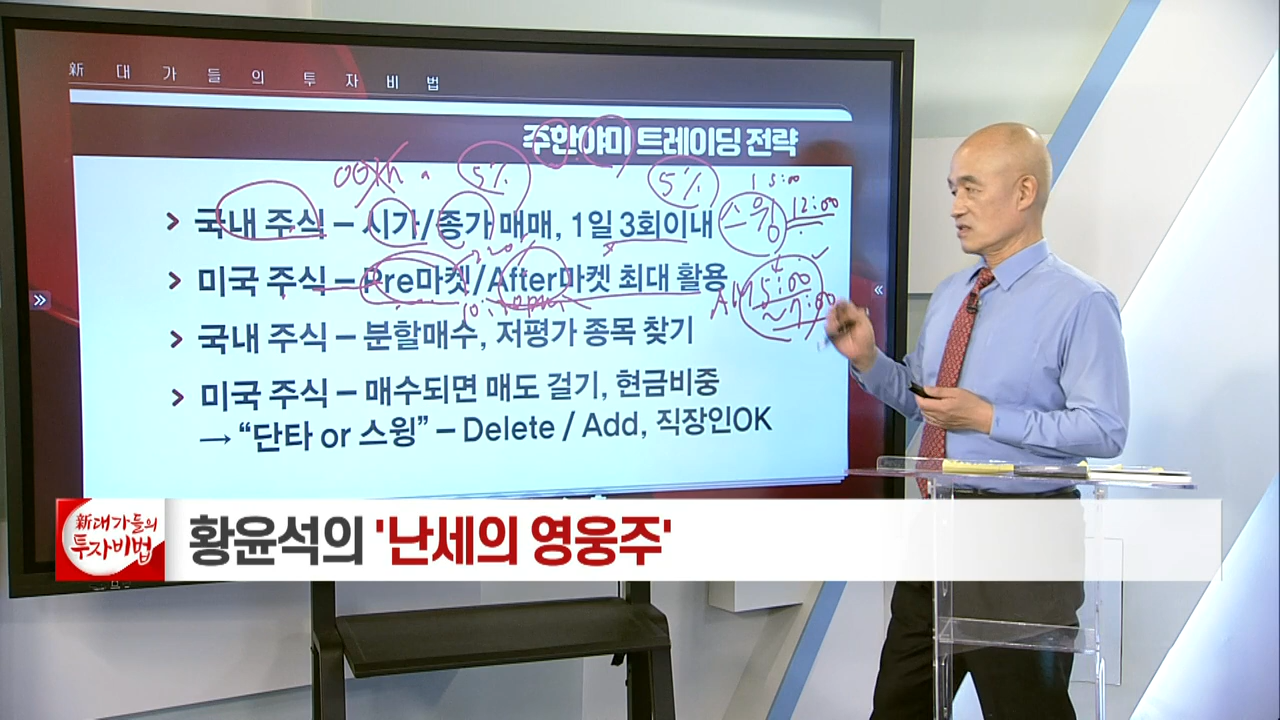 新 대 가 들 의 투 자 비 법
주한야미 트레이딩 전략
5% 5% 15:00
> 국내 주식 – 시가/종가 매매, 1일 3회이내 스윙 12:00
> 미국 주식 – Pre마켓/After마켓 최대 활용
> 국내 주식 – 분할매수, 저평가 종목 찾기
> 미국 주식 – 매수되면 매도 걸기, 현금비중
→ “단타 or 스윙” – Delete / Add, 직장인OK
新대가들의
투자비법
황윤석의 '난세의 영웅주'